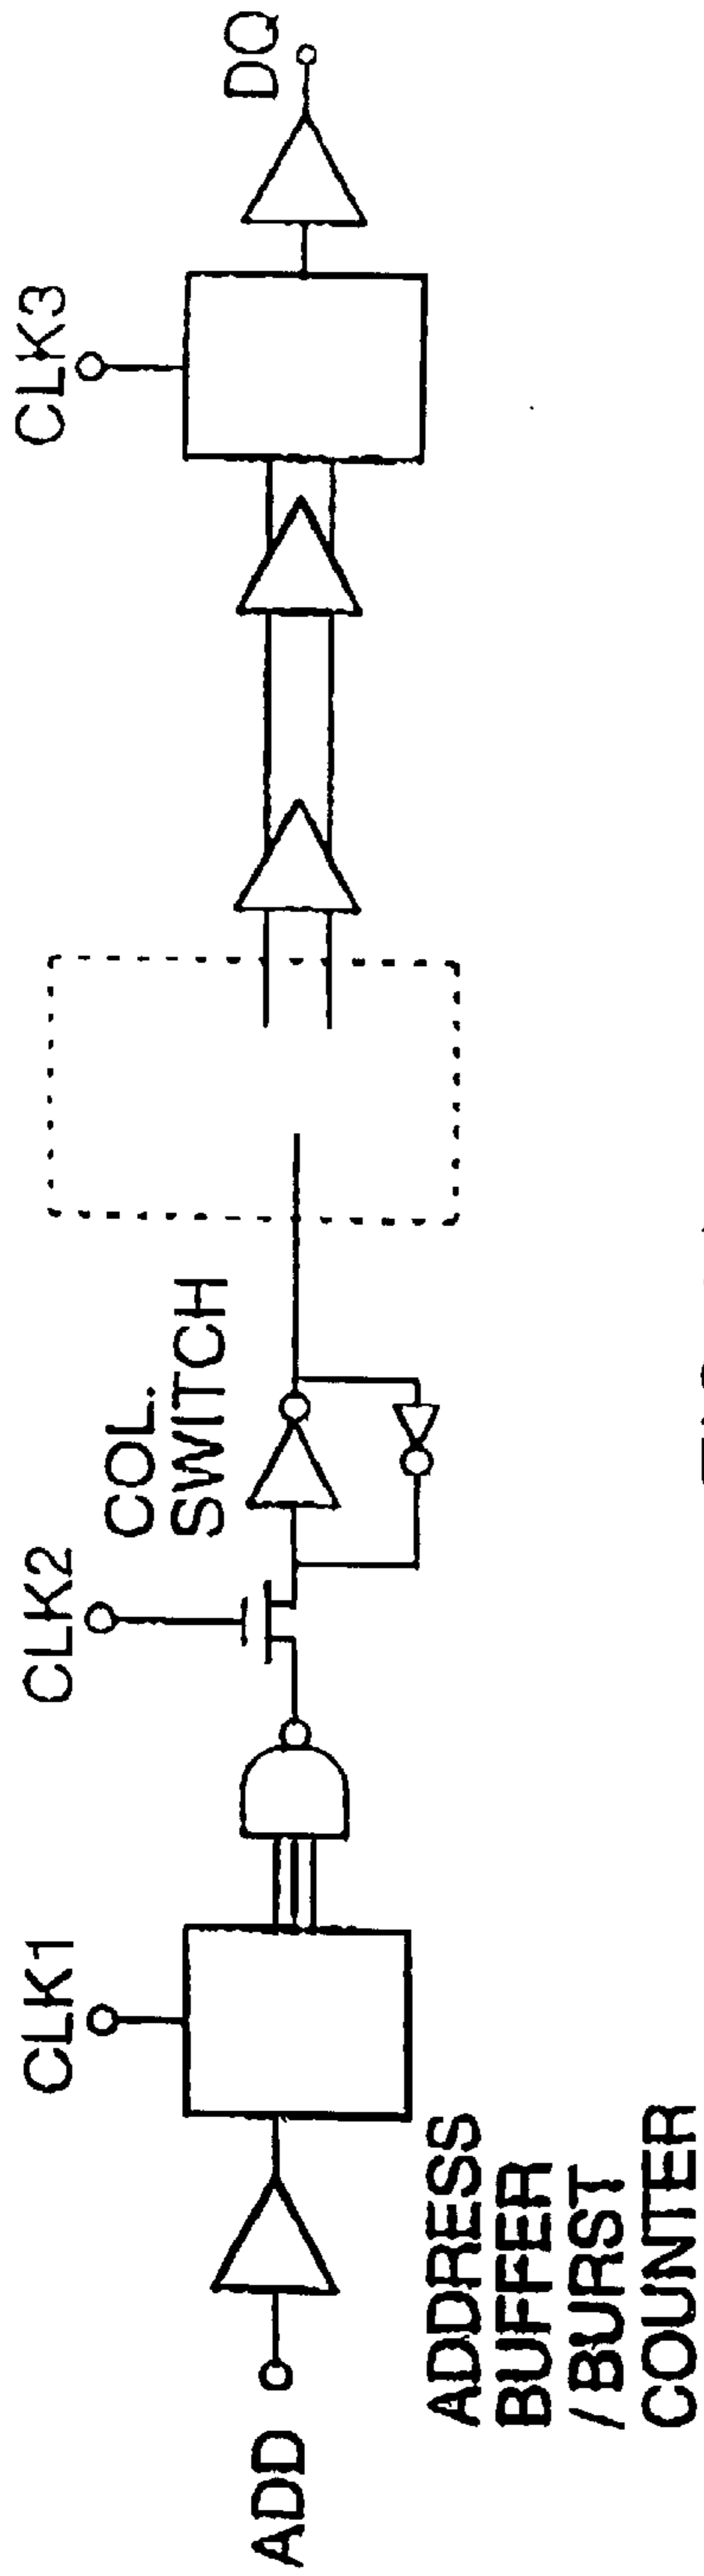 ADD
ADDRESS
BUFFER
/BURST
COUNTER
CLK1
CLK2
COL.
SWITCH
CLK3
DQ